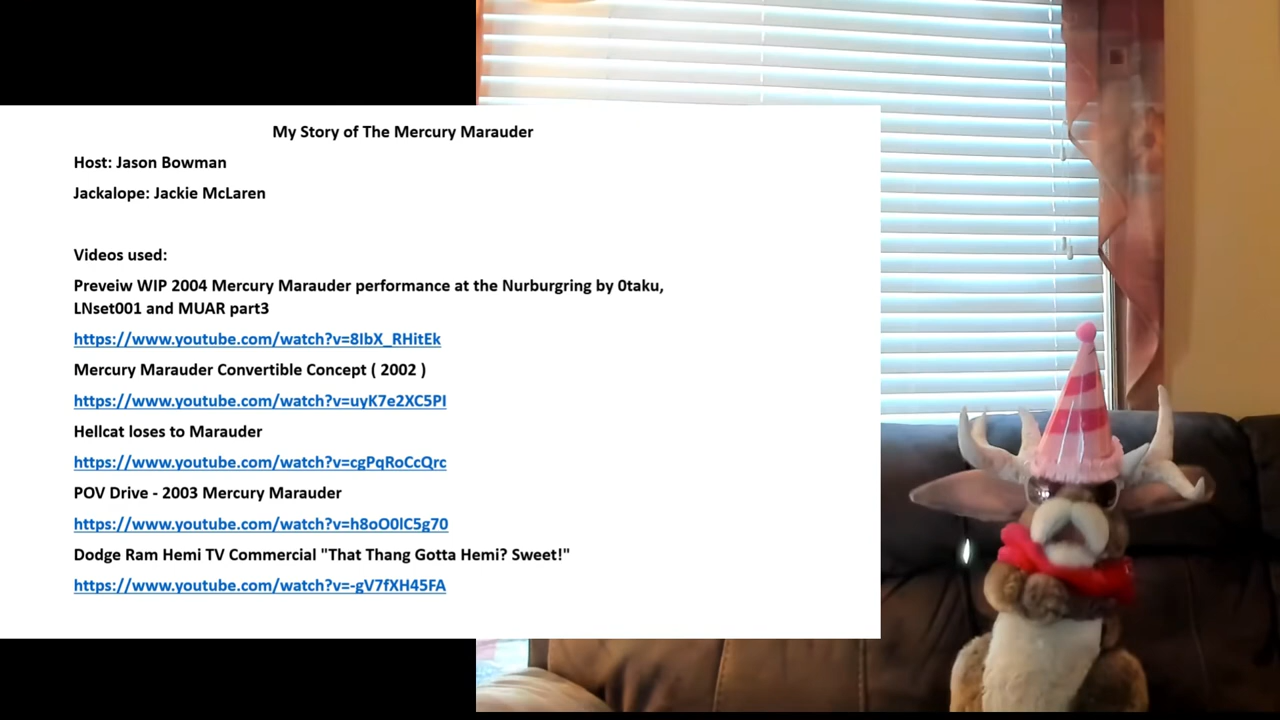 My Story of The Mercury Marauder
Host: Jason Bowman
Jackalope: Jackie McLaren
Videos used:
Preveiw WIP 2004 Mercury Marauder performance at the Nurburgring by 0taku,
LNset001 and MUAR part3
https://www.youtube.com/watch?v=8IbX_RHitEk
Mercury Marauder Convertible Concept ( 2002 )
https://www.youtube.com/watch?v=uyK7e2XC5PI
Hellcat loses to Marauder
https://www.youtube.com/watch?v=cgPqRoCcQrc
POV Drive - 2003 Mercury Marauder
https://www.youtube.com/watch?v=h8oO0lC5g70
Dodge Ram Hemi TV Commercial "That Thang Gotta Hemi? Sweet!"
https://www.youtube.com/watch?v=-gV7fXH45FA